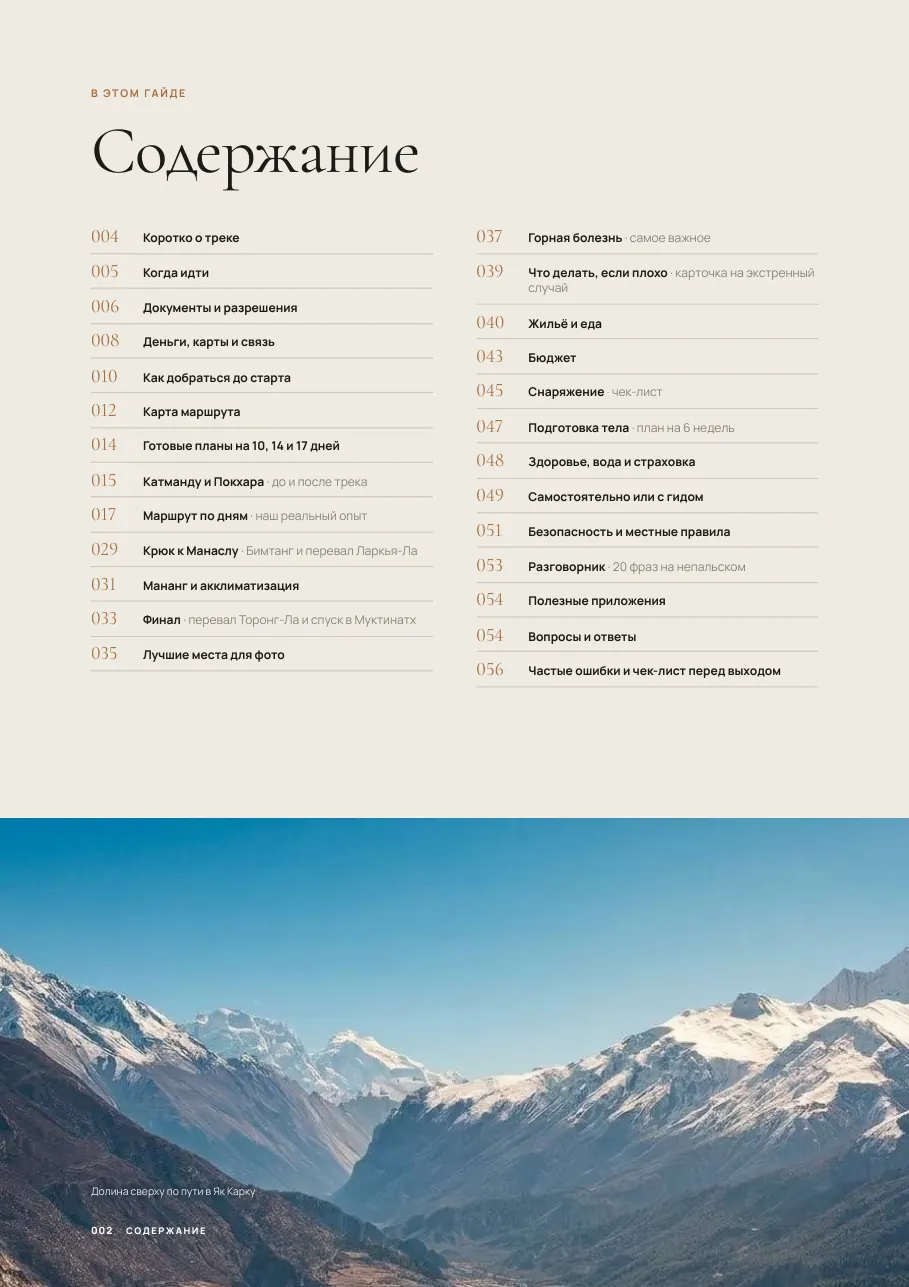 В ЭТОМ ГАЙДЕ
Содержание
004 Коротко о треке
005 Когда идти
006 Документы и разрешения
008 Деньги, карты и связь
010 Как добраться до старта
012 Карта маршрута
014 Готовые планы на 10, 14 и 17 дней
015 Катманду и Покхара · до и после трека
017 Маршрут по дням · наш реальный опыт
029 Крюк к Манаслу · Бимтанг и перевал Ларкья-Ла
031 Мананг и акклиматизация
033 Финал · перевал Торонг-Ла и спуск в Муктинатх
035 Лучшие места для фото
037 Горная болезнь · самое важное
039 Что делать, если плохо · карточка на экстренный
случай
040 Жильё и еда
043 Бюджет
045 Снаряжение · чек-лист
047 Подготовка тела · план на 6 недель
048 Здоровье, вода и страховка
049 Самостоятельно или с гидом
051 Безопасность и местные правила
053 Разговорник · 20 фраз на непальском
054 Полезные приложения
054 Вопросы и ответы
056 Частые ошибки и чек-лист перед выходом
Долина сверху по пути в Як Карку
002 СОДЕРЖАНИЕ